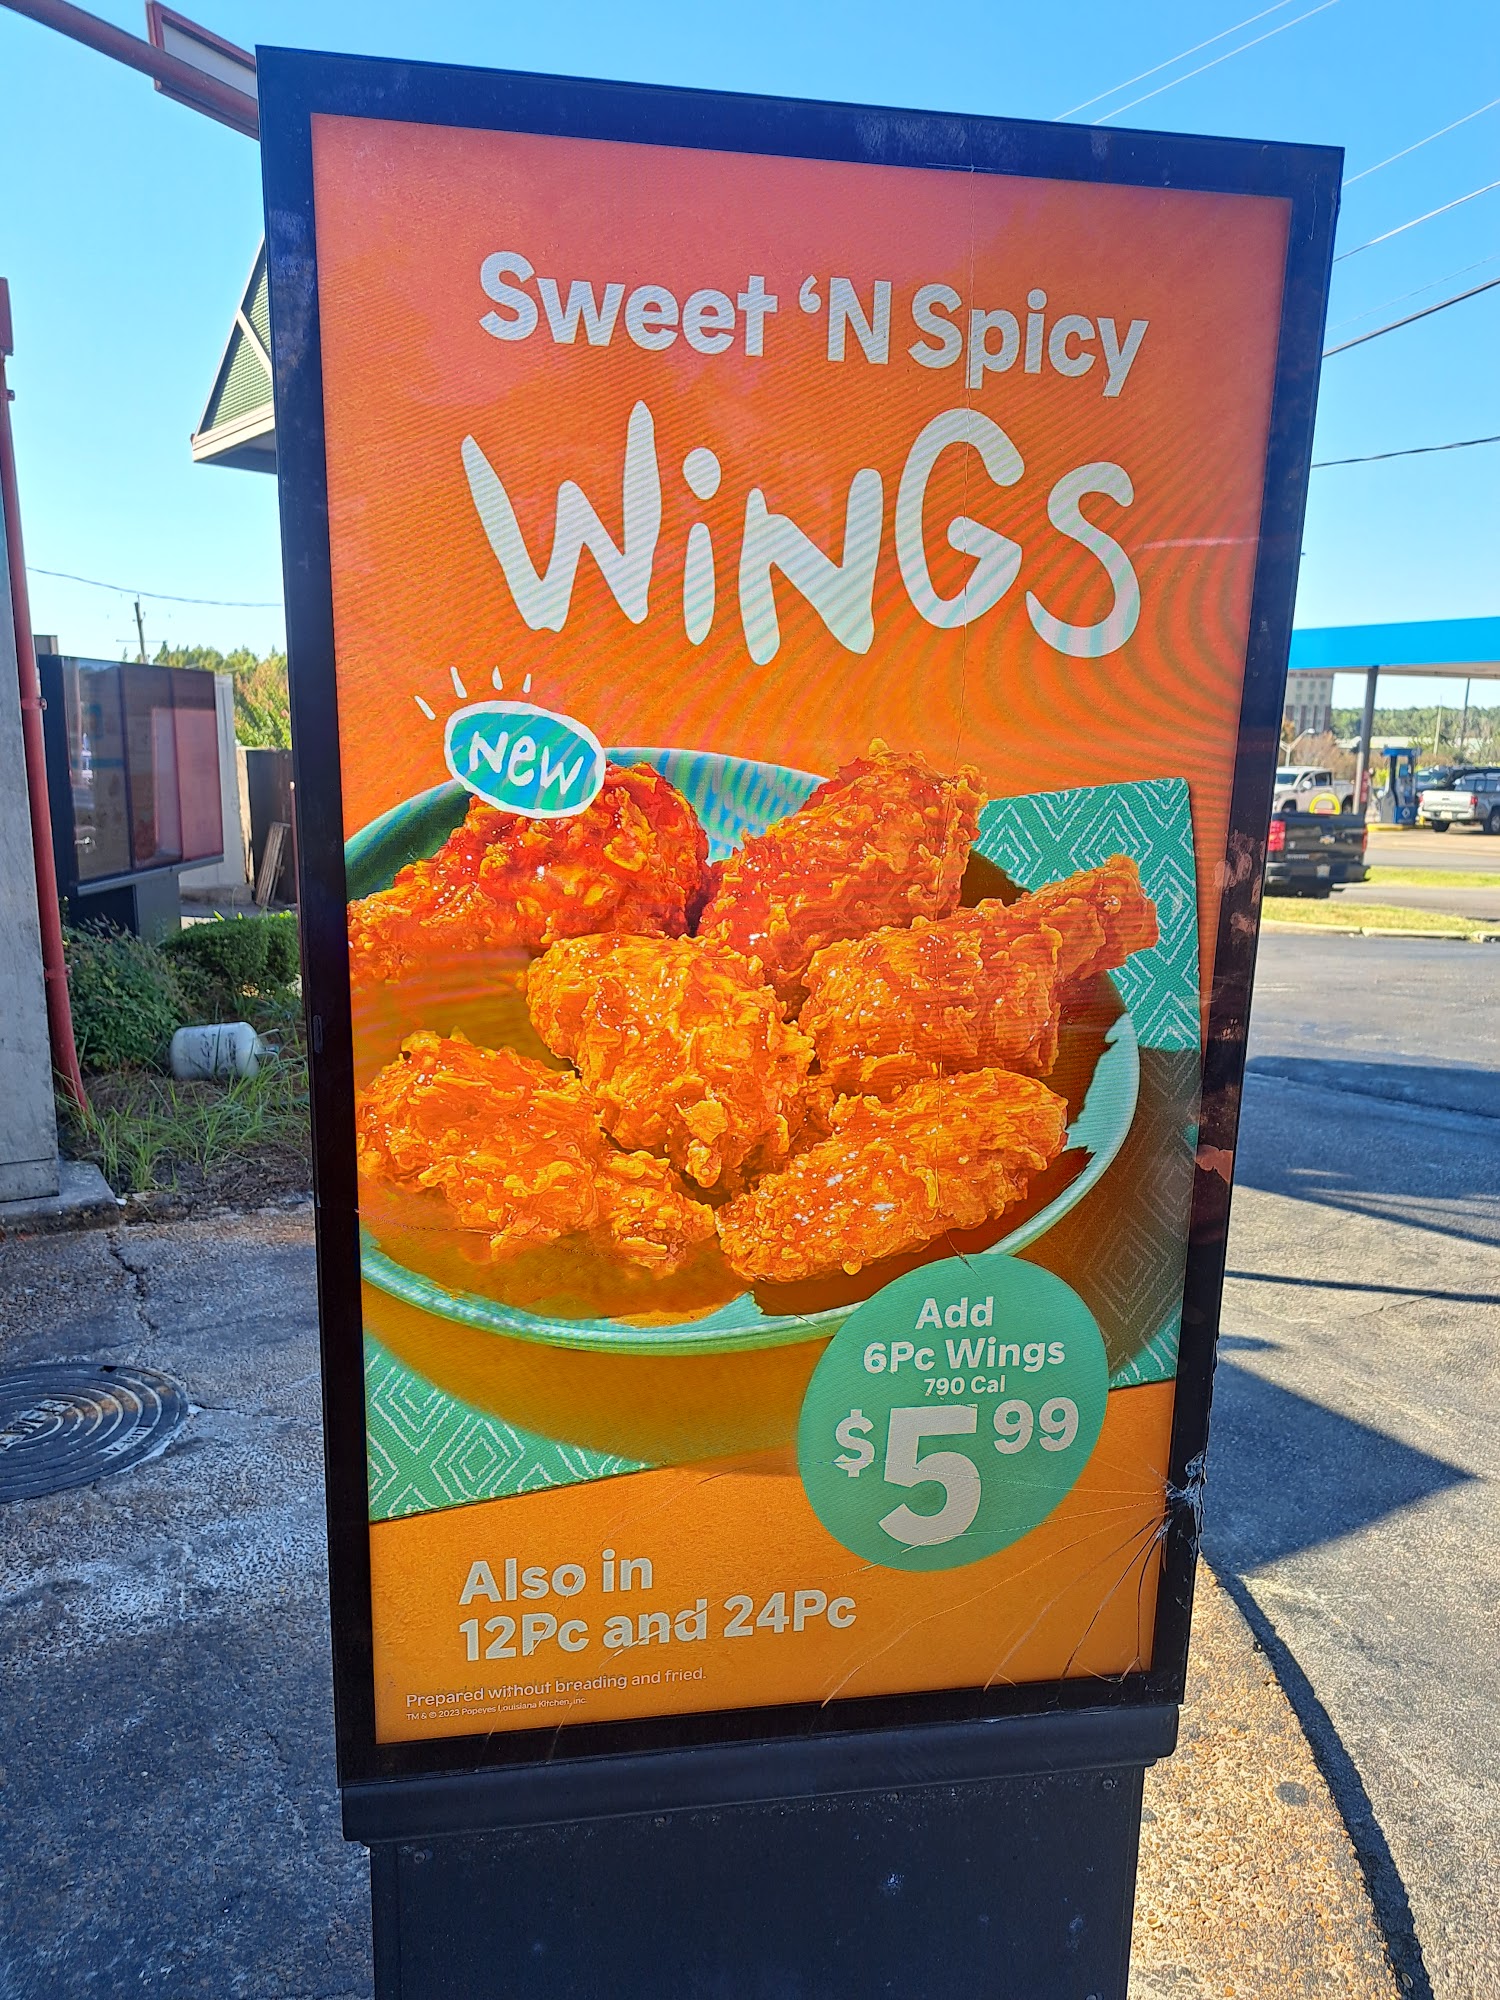 Sweet ‘N Spicy
WiNGS
New
Add
6Pc Wings
790 Cal
$5 99
Also in
12Pc and 24Pc
Prepared without breading and fried.
TM & © 2023 Popeyes Louisiana Kitchen, Inc.